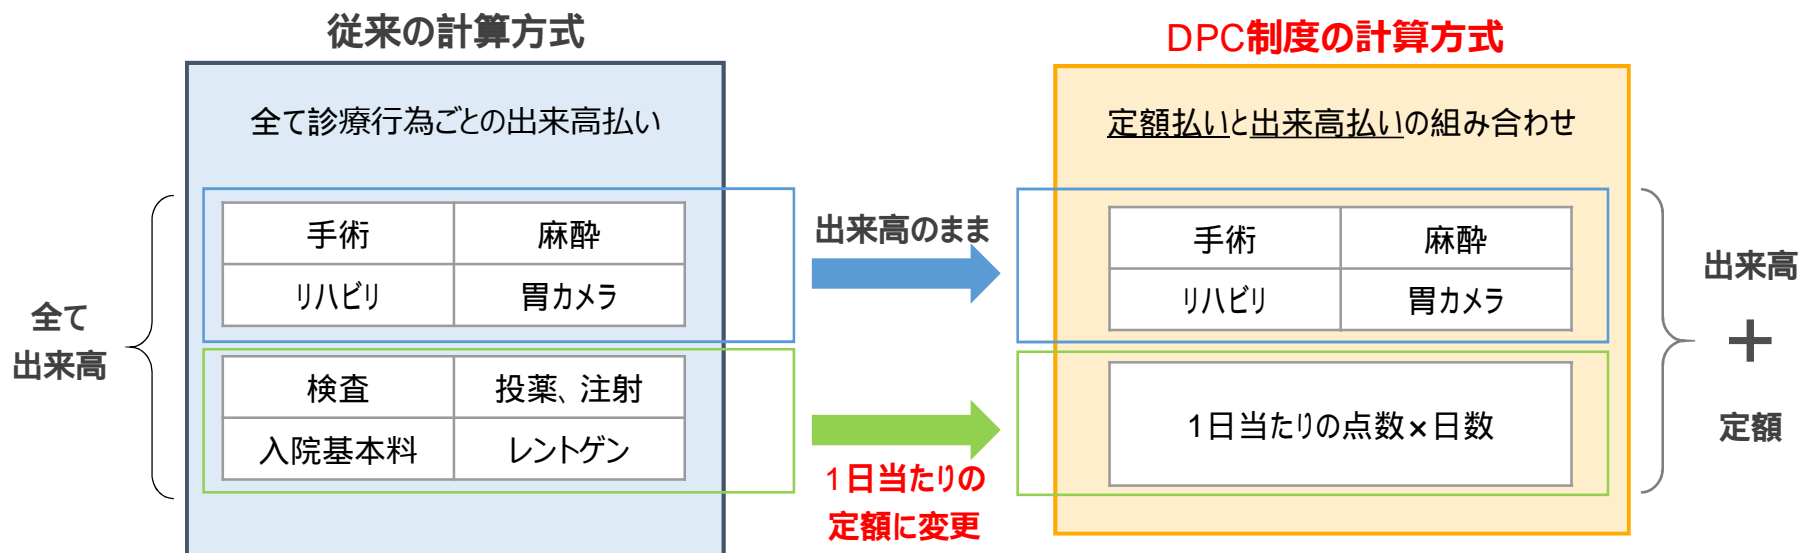 従来の計算方式
全て診療行為ごとの出来高払い
全て
出来高
手術 麻酔
リハビリ 胃カメラ
検査 投薬、注射
入院基本料 レントゲン
出来高のまま
1日当たりの
定額に変更
DPC制度の計算方式
定額払いと出来高払いの組み合わせ
手術 麻酔
リハビリ 胃カメラ
1日当たりの点数×日数
出来高
＋
定額